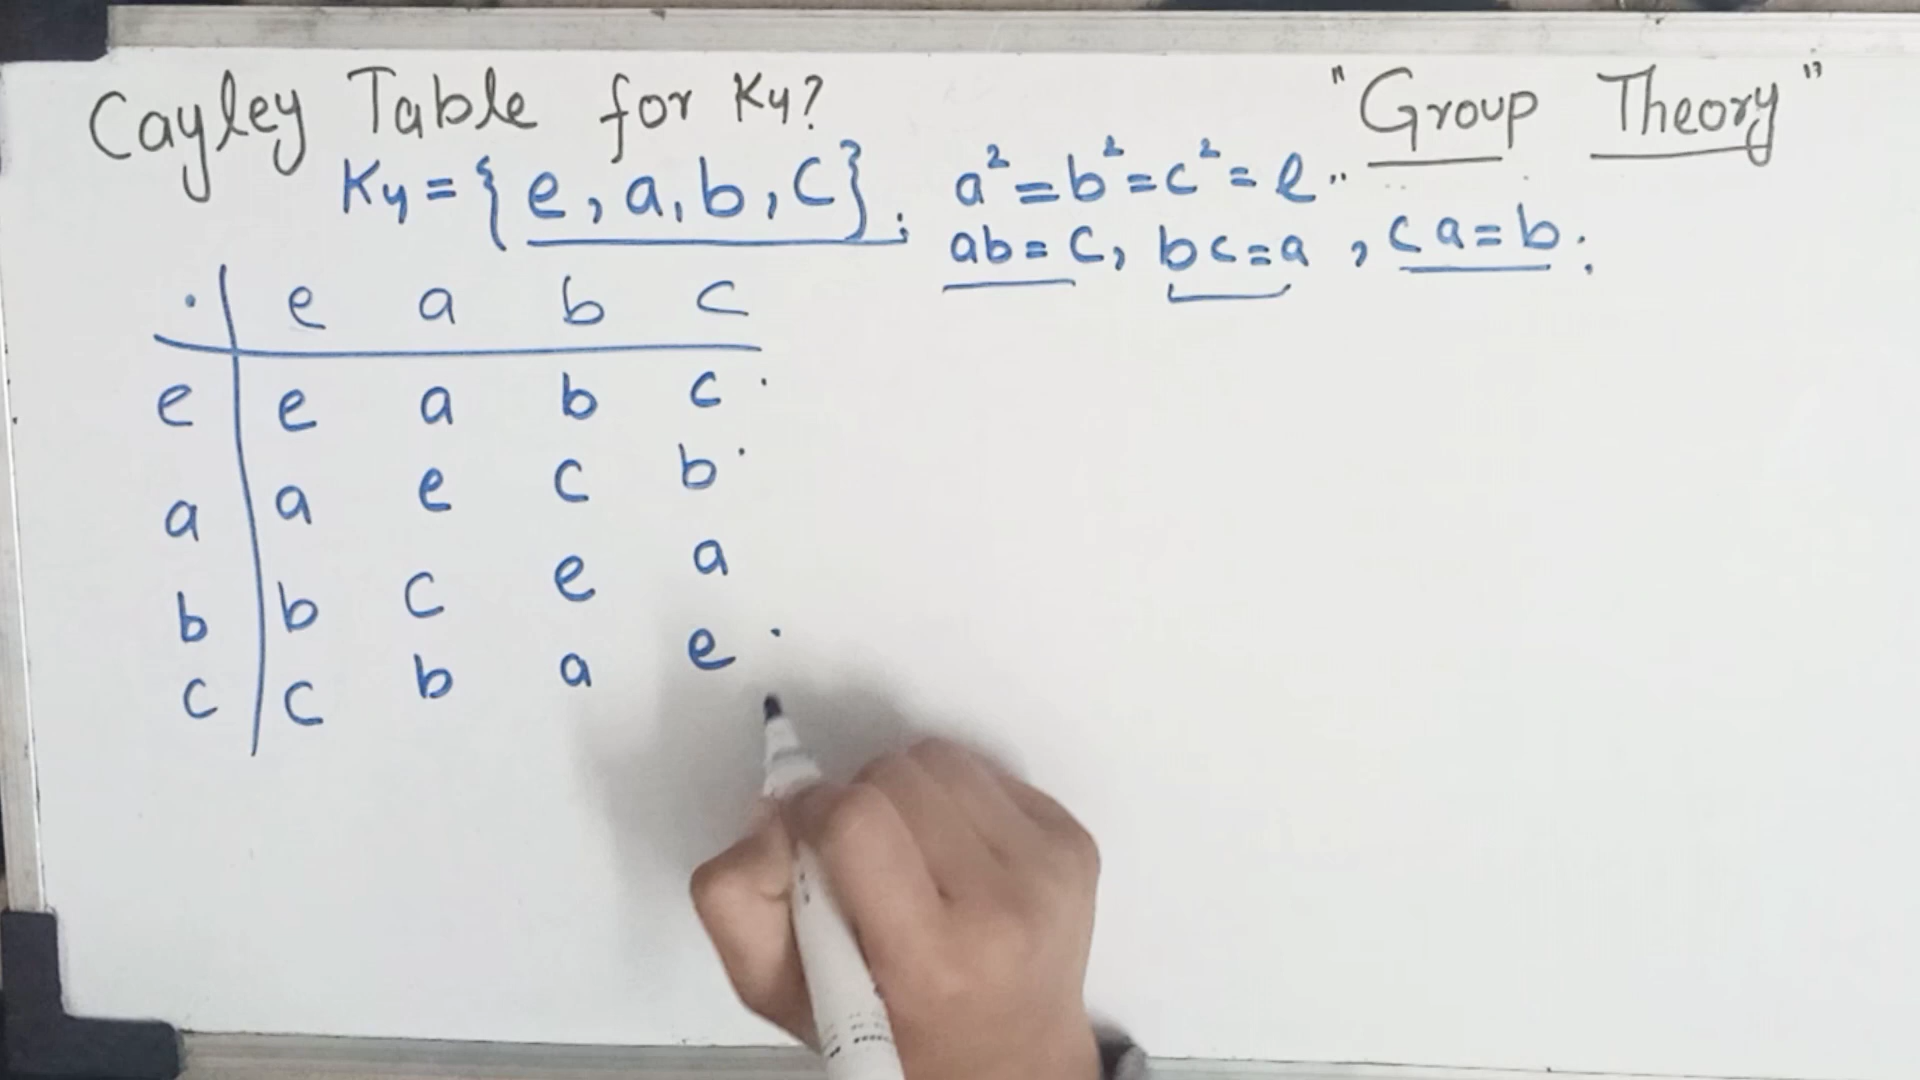 Cayley Table for K4? "Group Theory"
K4 = {e, a, b, c}; a² = b² = c² = e
ab = c, bc = a, ca = b.
. e a b c
e e a b c
a a e c b
b b c e a
c c b a e